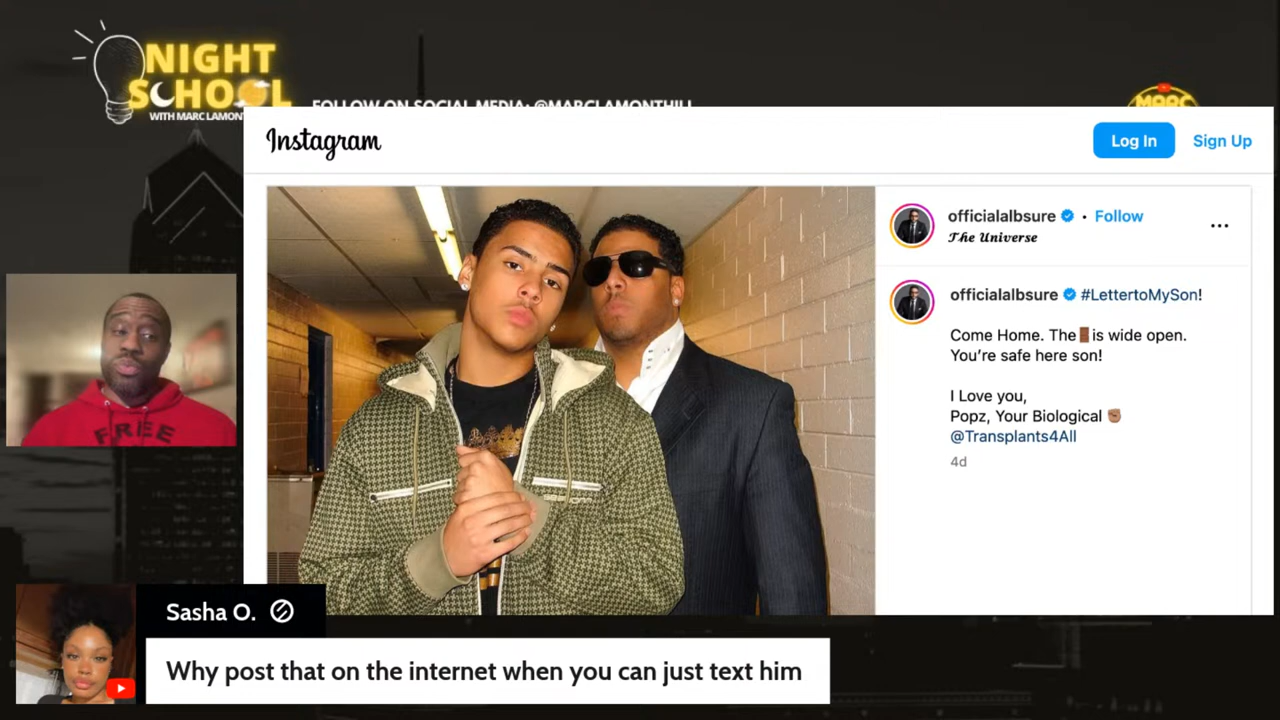 NIGHT
SCHOOL
WITH MARC LAMON
FOLLOW ON SOCIAL MEDIA: @MARCLAMONTHILL
MARC
Instagram
Log In
Sign Up
officialalbsure • Follow
The Universe
officialalbsure #LettertoMySon!
Come Home. The🚪is wide open.
You’re safe here son!
I Love you,
Popz, Your Biological ✊🏽
@Transplants4All
4d
FREE
Sasha O.
Why post that on the internet when you can just text him